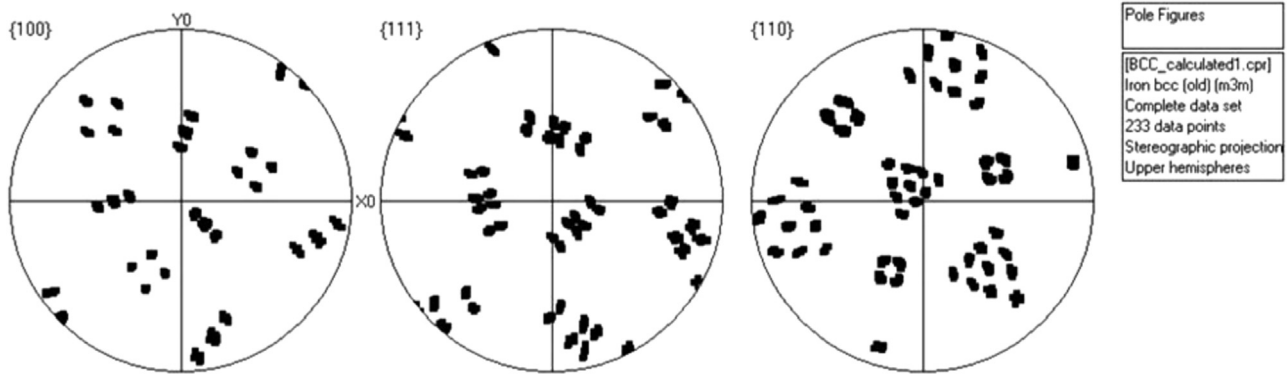 {100}
Y0
X0
{111}
{110}
Pole Figures
[BCC_calculated1.cpr]
Iron bcc (old) (m3m)
Complete data set
233 data points
Stereographic projection
Upper hemispheres